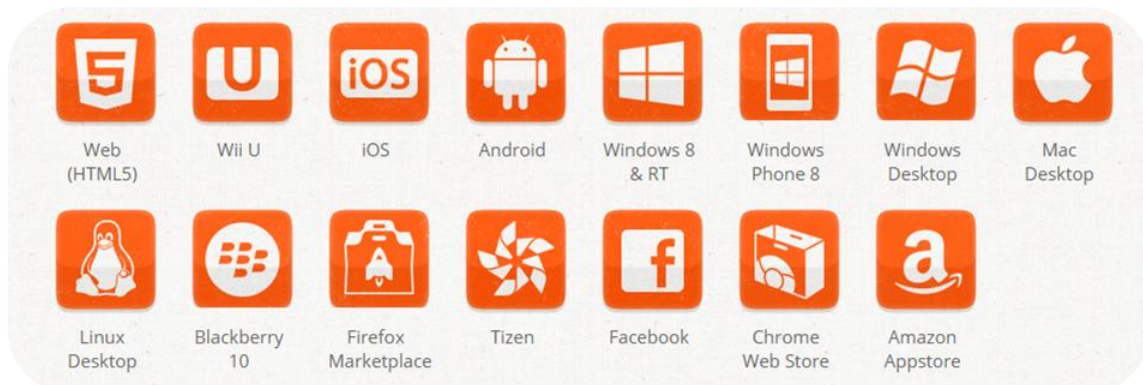 5
U
iOS
Web
(HTML5)
Wii U
iOS
Android
Windows 8
& RT
Windows
Phone 8
Windows
Desktop
Mac
Desktop
f
a
Linux
Desktop
Blackberry
10
Firefox
Marketplace
Tizen
Facebook
Chrome
Web Store
Amazon
Appstore